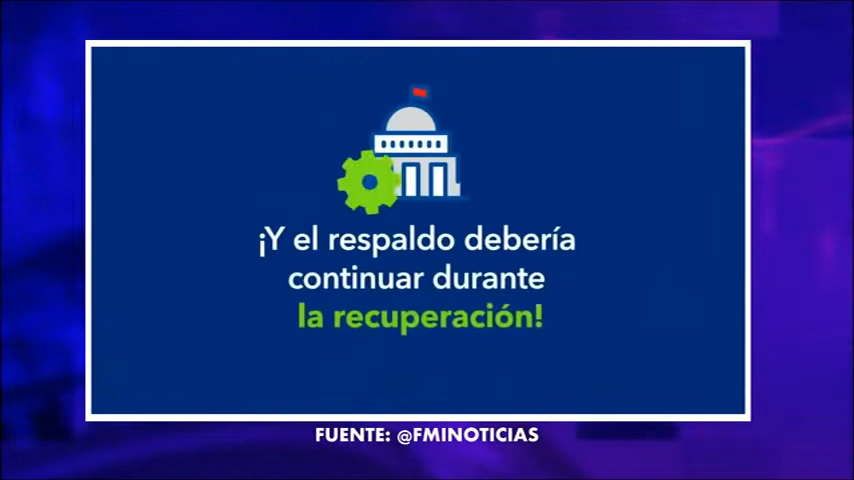 ¡Y el respaldo debería
continuar durante
la recuperación!
FUENTE: @FMINOTICIAS